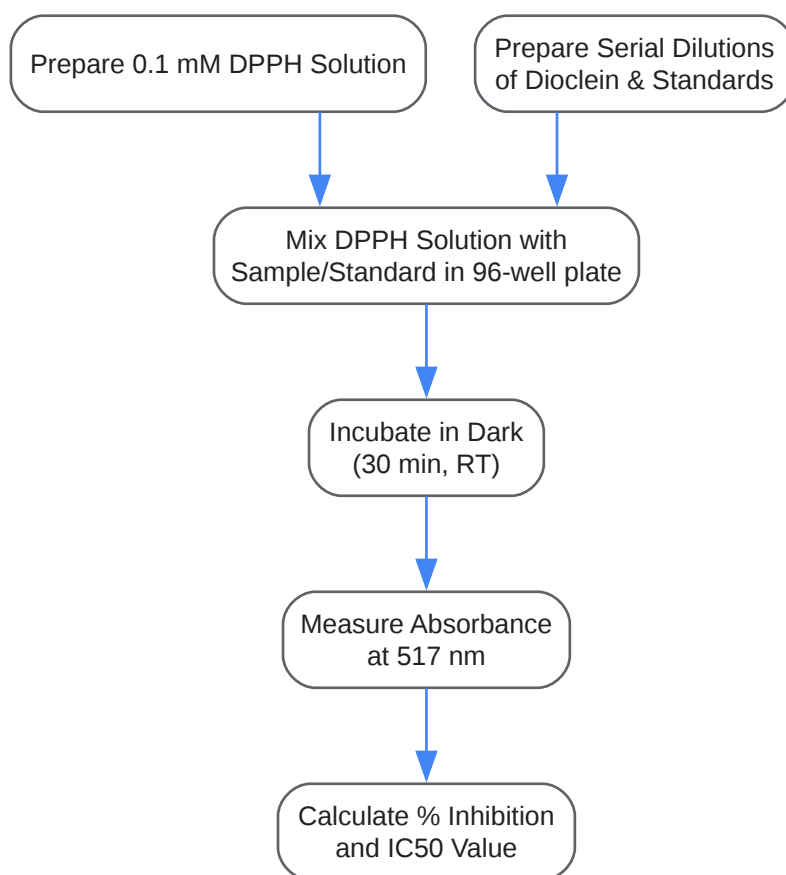 Prepare 0.1 mM DPPH Solution
Prepare Serial Dilutions
of Dioclein & Standards
Mix DPPH Solution with
Sample/Standard in 96-well plate
Incubate in Dark
(30 min, RT)
Measure Absorbance
at 517 nm
Calculate % Inhibition
and IC50 Value